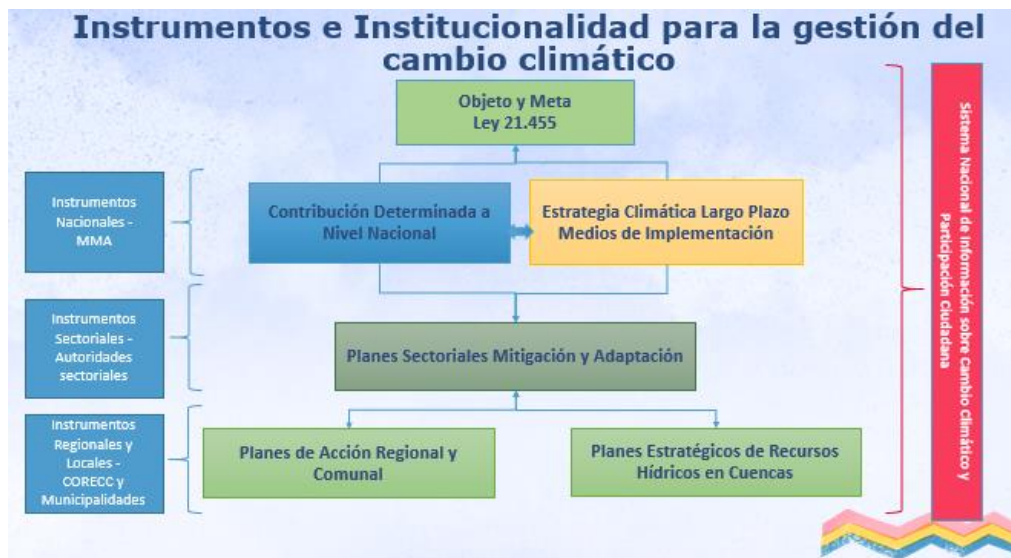 Instrumentos e Institucionalidad para la gestión del
cambio climático
Objeto y Meta
Ley 21.455
Instrumentos
Nacionales -
MMA
Contribución Determinada a
Nivel Nacional
Estrategia Climática Largo Plazo
Medios de Implementación
Instrumentos
Sectoriales -
Autoridades
sectoriales
Planes Sectoriales Mitigación y Adaptación
Instrumentos
Regionales y
Locales -
CORECC y
Municipalidades
Planes de Acción Regional y
Comunal
Planes Estratégicos de Recursos
Hídricos en Cuencas
Sistema Nacional de Información sobre Cambio Climático y
Participación Ciudadana